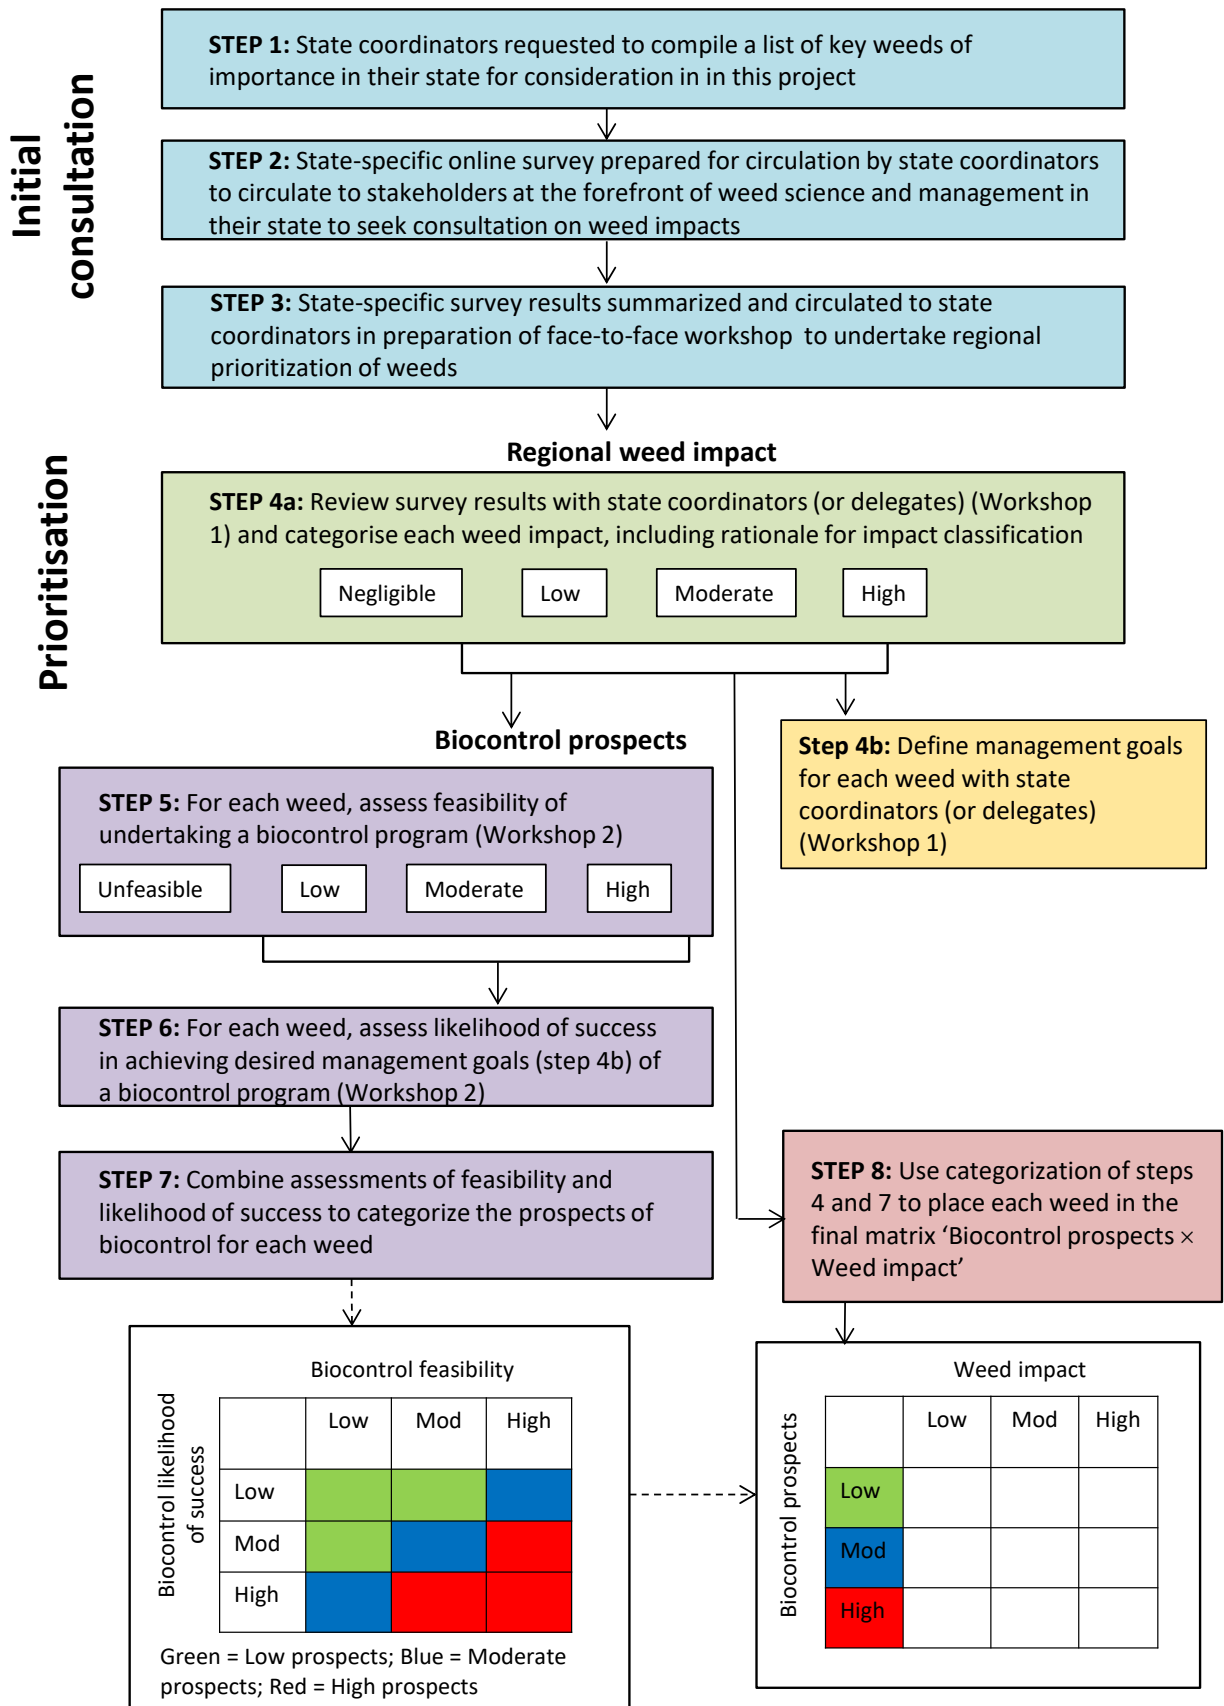 Initial
consultation
STEP 1: State coordinators requested to compile a list of key weeds of
importance in their state for consideration in in this project
STEP 2: State-specific online survey prepared for circulation by state coordinators
to circulate to stakeholders at the forefront of weed science and management in
their state to seek consultation on weed impacts
STEP 3: State-specific survey results summarized and circulated to state
coordinators in preparation of face-to-face workshop to undertake regional
prioritization of weeds
Prioritisation
Regional weed impact
STEP 4a: Review survey results with state coordinators (or delegates) (Workshop
1) and categorise each weed impact, including rationale for impact classification
Negligible
Low
Moderate
High
Biocontrol prospects
Step 4b: Define management goals
for each weed with state
coordinators (or delegates)
(Workshop 1)
STEP 5: For each weed, assess feasibility of
undertaking a biocontrol program (Workshop 2)
Unfeasible
Low
Moderate
High
STEP 6: For each weed, assess likelihood of success
in achieving desired management goals (step 4b) of
a biocontrol program (Workshop 2)
STEP 7: Combine assessments of feasibility and
likelihood of success to categorize the prospects of
biocontrol for each weed
STEP 8: Use categorization of steps
4 and 7 to place each weed in the
final matrix ‘Biocontrol prospects ×
Weed impact’
Biocontrol feasibility
Biocontrol likelihood
of success
Low
Mod
High
Low
Mod
High
Green = Low prospects; Blue = Moderate
prospects; Red = High prospects
Weed impact
Biocontrol prospects
Low
Mod
High
Low
Mod
High